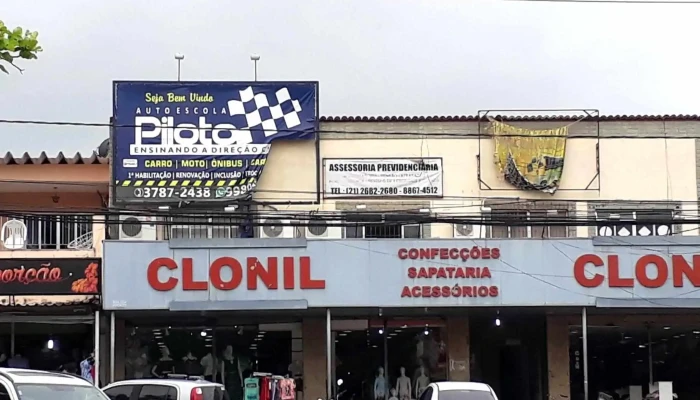 Seja Bem Vindo
AUTO ESCOLA
Piloto
ENSINANDO A DIREÇÃO
CARRO | MOTO | ÔNIBUS |
1ª HABILITAÇÃO | RENOVAÇÃO | INCLUSÃO |
3787-2438
ASSESSORIA PREVIDENCIÁRIA
TEL.: (21) 2682-2680 - 8867-4512
CLONIL
CONFECÇÕES
SAPATARIA
ACESSÓRIOS
CLON